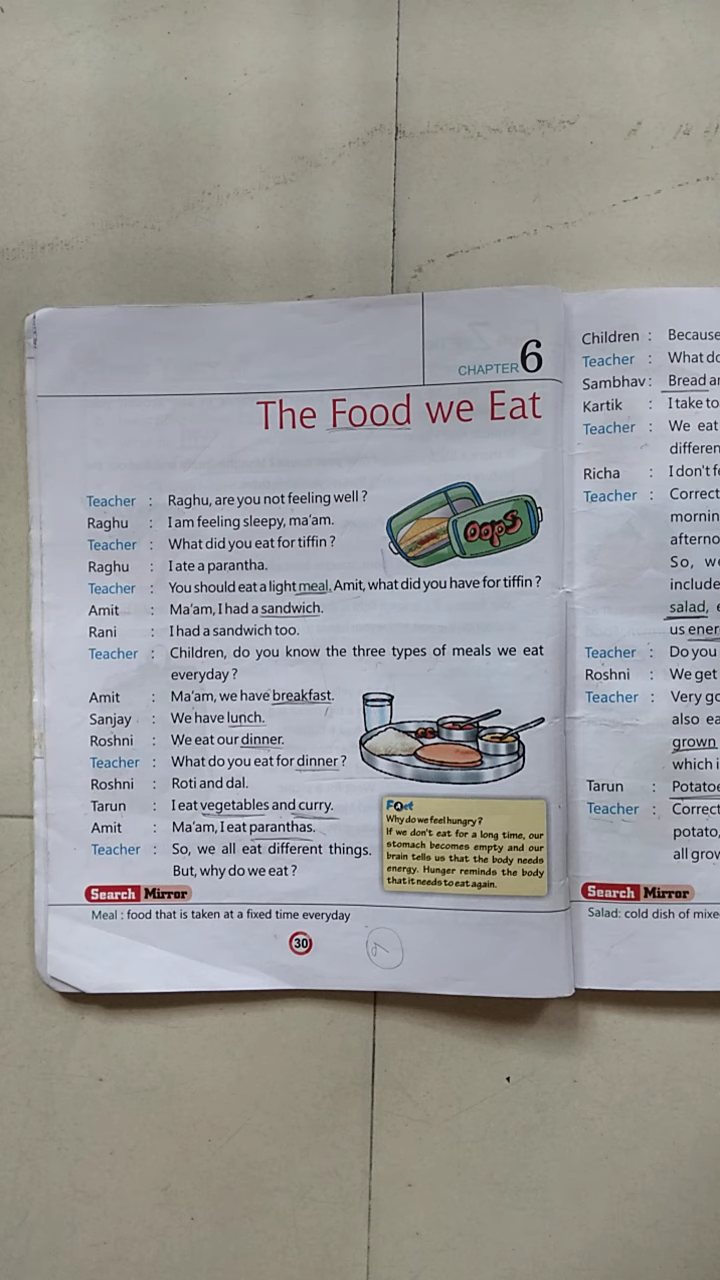 CHAPTER 6
The Food we Eat
Teacher : Raghu, are you not feeling well ?
Raghu : I am feeling sleepy, ma'am.
Teacher : What did you eat for tiffin ?
Raghu : I ate a parantha.
Teacher : You should eat a light meal. Amit, what did you have for tiffin ?
Amit : Ma'am, I had a sandwich.
Rani : I had a sandwich too.
Teacher : Children, do you know the three types of meals we eat
everyday ?
Amit : Ma'am, we have breakfast.
Sanjay : We have lunch.
Roshni : We eat our dinner.
Teacher : What do you eat for dinner ?
Roshni : Roti and dal.
Tarun : I eat vegetables and curry.
Amit : Ma'am, I eat paranthas.
Teacher : So, we all eat different things.
But, why do we eat ?
Oops
Fact
Why do we feel hungry ?
If we don't eat for a long time, our
stomach becomes empty and our
brain tells us that the body needs
energy. Hunger reminds the body
that it needs to eat again.
Search Mirror
Meal : food that is taken at a fixed time everyday
30
Children : Because
Teacher : What do
Sambhav : Bread
Kartik : I take to
Teacher : We eat
Richa : I don't
Teacher : Correct
So,
include
salad,
us
Teacher : Do you
Roshni : We get
Teacher : Very
also
grown
which
Tarun :
Teacher : Correct
potato,
all
Search Mirror
Salad: cold dish of